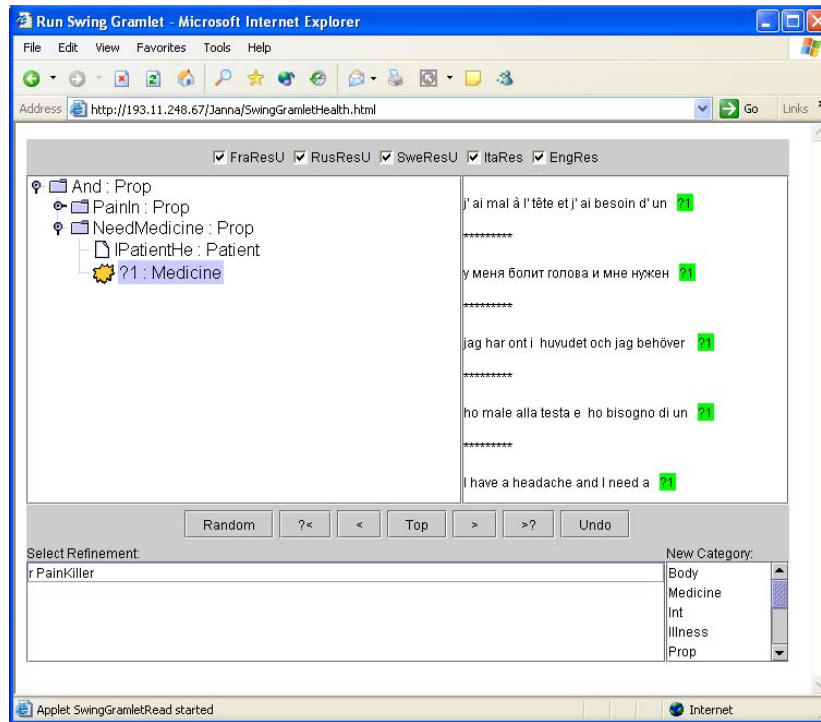 Run Swing Gramlet - Microsoft Internet Explorer
File Edit View Favorites Tools Help
Address http://193.11.248.67/Janna/SwingGramletHealth.html Go Links
FraResU RusResU SweResU ItaRes EngRes
And : Prop
PainIn : Prop
NeedMedicine : Prop
IPatientHe : Patient
?1 : Medicine
j' ai mal à l' tête et j' ai besoin d' un ?1
*********
у меня болит голова и мне нужен ?1
*********
jag har ont i huvudet och jag behöver ?1
*********
ho male alla testa e ho bisogno di un ?1
*********
I have a headache and I need a ?1
Random ?< < Top > >? Undo
Select Refinement: New Category:
r PainKiller
Body
Medicine
Int
Illness
Prop
Applet SwingGramletRead started Internet